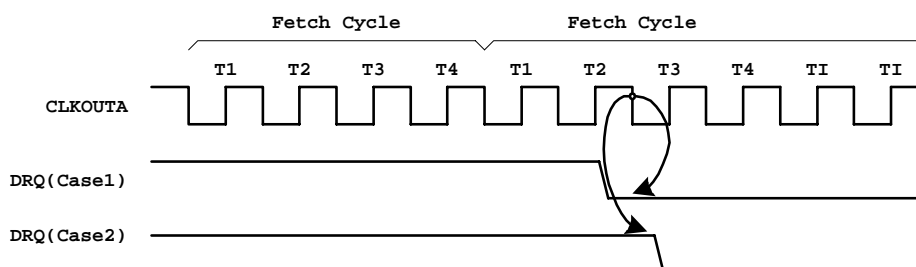 Fetch Cycle Fetch Cycle
T1 T2 T3 T4 T1 T2 T3 T4 TI TI
CLKOUTA
DRQ(Case1)
DRQ(Case2)